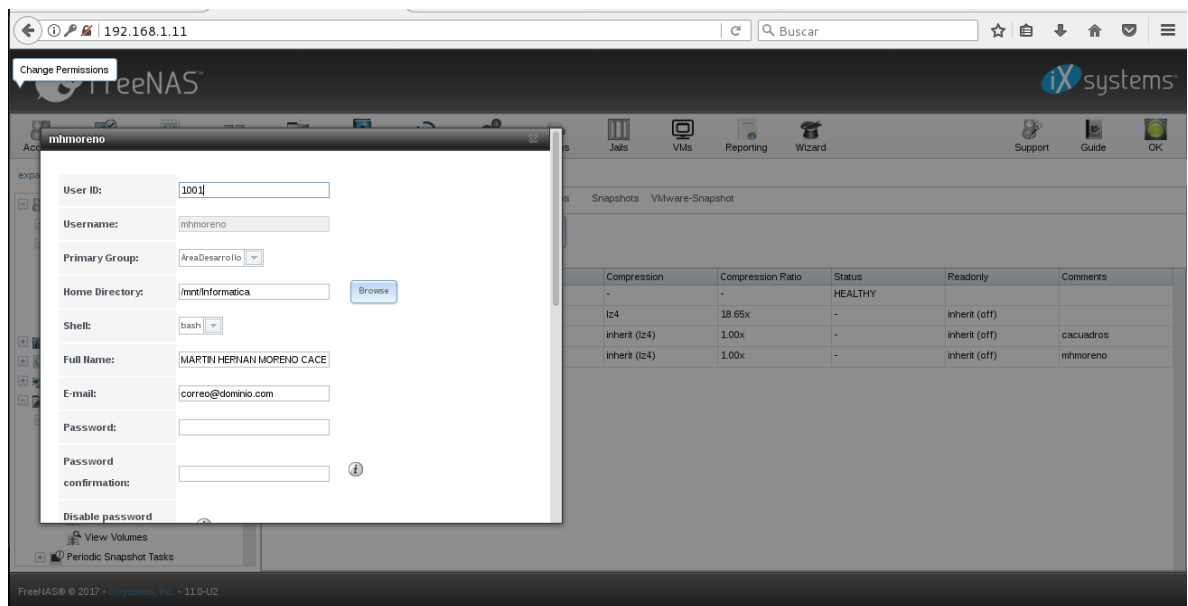 192.168.1.11
Buscar
Change Permissions
FreeNAS
iX systems
Jails
VMs
Reporting
Wizard
Support
Guide
OK
mhmoreno
User ID:
1001
Username:
mhmoreno
Primary Group:
AreaDesarrollo
Home Directory:
/mnt/Informatica
Browse
Shell:
bash
Full Name:
MARTIN HERNAN MORENO CACE
E-mail:
correo@dominio.com
Password:
Password
confirmation:
Disable password
Snapshots VMware-Snapshot
Compression Compression Ratio Status Readonly Comments
- - HEALTHY
lz4 18.65x - inherit (off)
inherit (lz4) 1.00x - inherit (off) cacuadros
inherit (lz4) 1.00x - inherit (off) mhmoreno
View Volumes
Periodic Snapshot Tasks
FreeNAS® © 2017 - iXsystems, Inc. - 11.0-U2